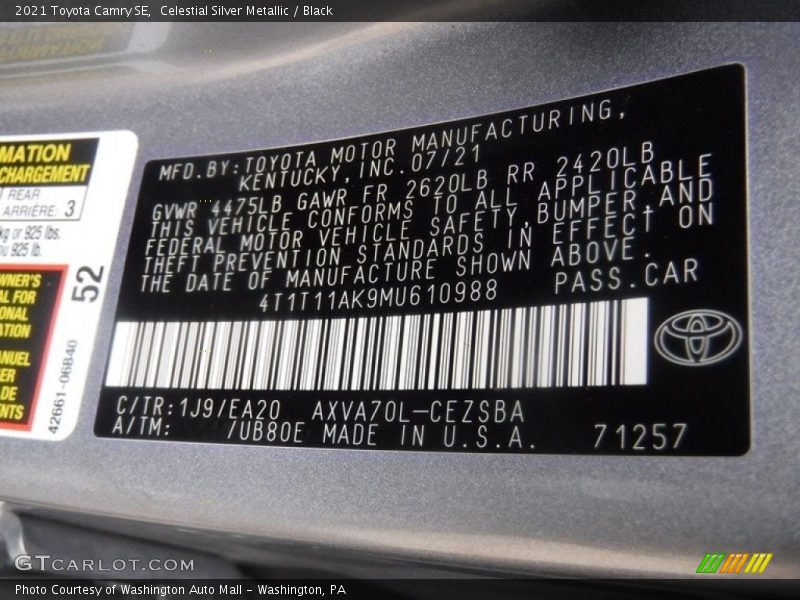 2021 Toyota Camry SE, Celestial Silver Metallic / Black
MATION
CHARGEMENT
REAR
ARRIÈRE: 3
kg or 925 lbs.
ou 925 lb.
OWNER'S
AL FOR
ONAL
ATION
ANUEL
ER
DE
ENTS
52
42661-06B40
MFD.BY:TOYOTA MOTOR MANUFACTURING,
KENTUCKY,INC.07/21
GVWR 4475LB GAWR FR 2620LB RR 2420LB
THIS VEHICLE CONFORMS TO ALL APPLICABLE
FEDERAL MOTOR VEHICLE SAFETY,BUMPER,AND
THEFT PREVENTION STANDARDS IN EFFECT ON
THE DATE OF MANUFACTURE SHOWN ABOVE.
4T1T11AK9MU610988 PASS.CAR
C/TR:1J9/EA20 AXVA70L-CEZSBA
A/TM: /UB80E MADE IN U.S.A. 71257
GTCARLOT.COM
Photo Courtesy of Washington Auto Mall - Washington, PA